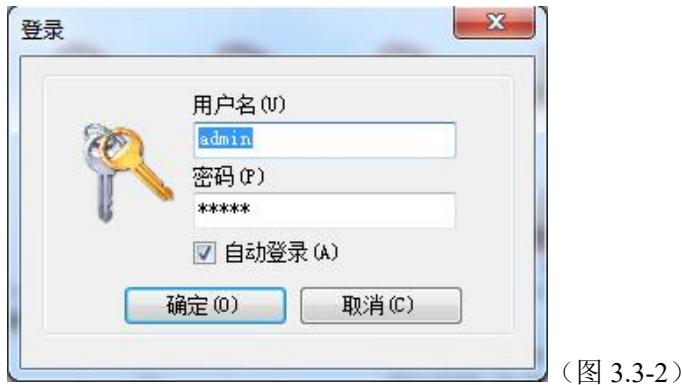 登录
用户名(U)
admin
密码(P)
*****
自动登录(A)
确定(O) 取消(C)
（图 3.3-2）